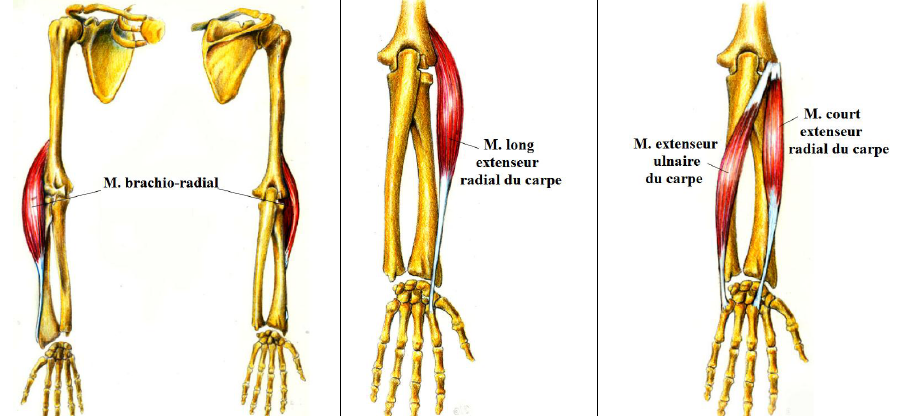 M. brachio-radial
M. long
extenseur
radial du carpe
M. extenseur
ulnaire
du carpe
M. court
extenseur
radial du carpe